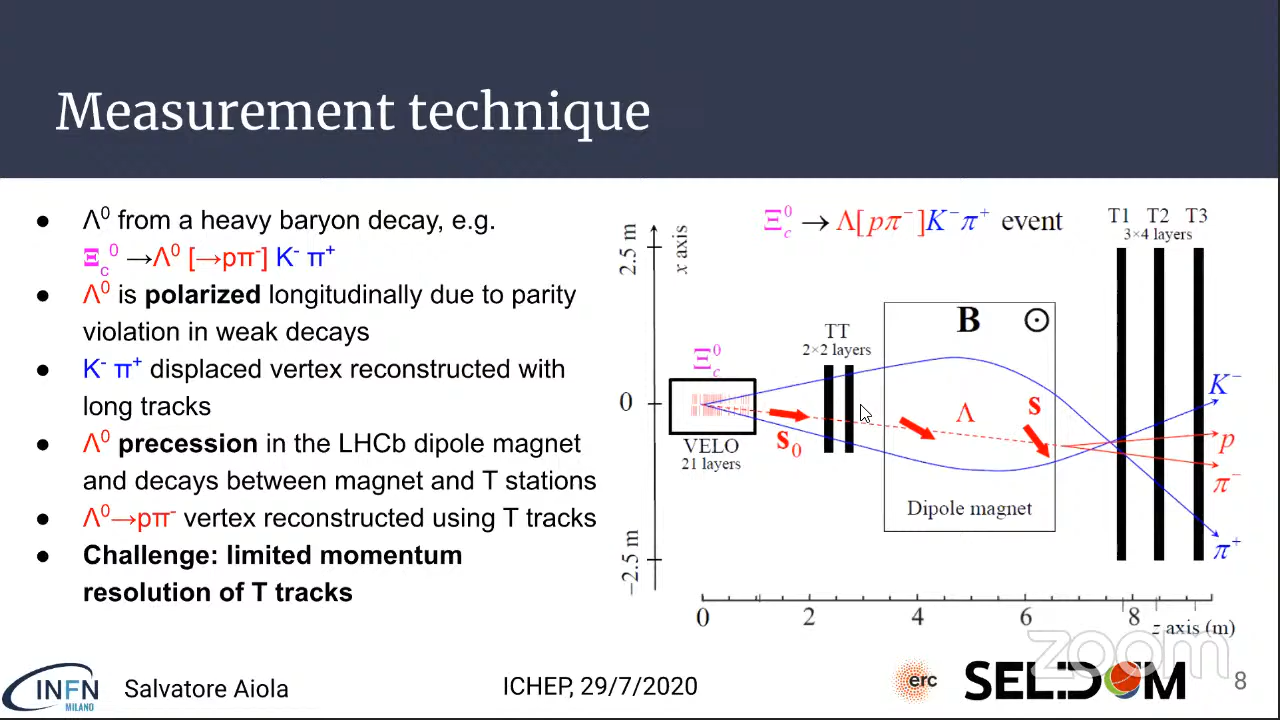 Measurement technique
● Λ⁰ from a heavy baryon decay, e.g.
Ξc⁰ →Λ⁰ [→pπ⁻] K⁻ π⁺
● Λ⁰ is polarized longitudinally due to parity
violation in weak decays
● K⁻ π⁺ displaced vertex reconstructed with
long tracks
● Λ⁰ precession in the LHCb dipole magnet
and decays between magnet and T stations
● Λ⁰→pπ⁻ vertex reconstructed using T tracks
● Challenge: limited momentum
resolution of T tracks
Ξc⁰ → Λ[pπ⁻]K⁻π⁺ event
T1 T2 T3
3×4 layers
2.5 m
x axis
0
−2.5 m
B
TT
2×2 layers
Ξc⁰
VELO
21 layers
s₀
Λ
s
Dipole magnet
K⁻
p
π⁻
π⁺
0 2 4 6 8
z axis (m)
zoom
INFN
MILANO
Salvatore Aiola
ICHEP, 29/7/2020
erc
SELDOM
8